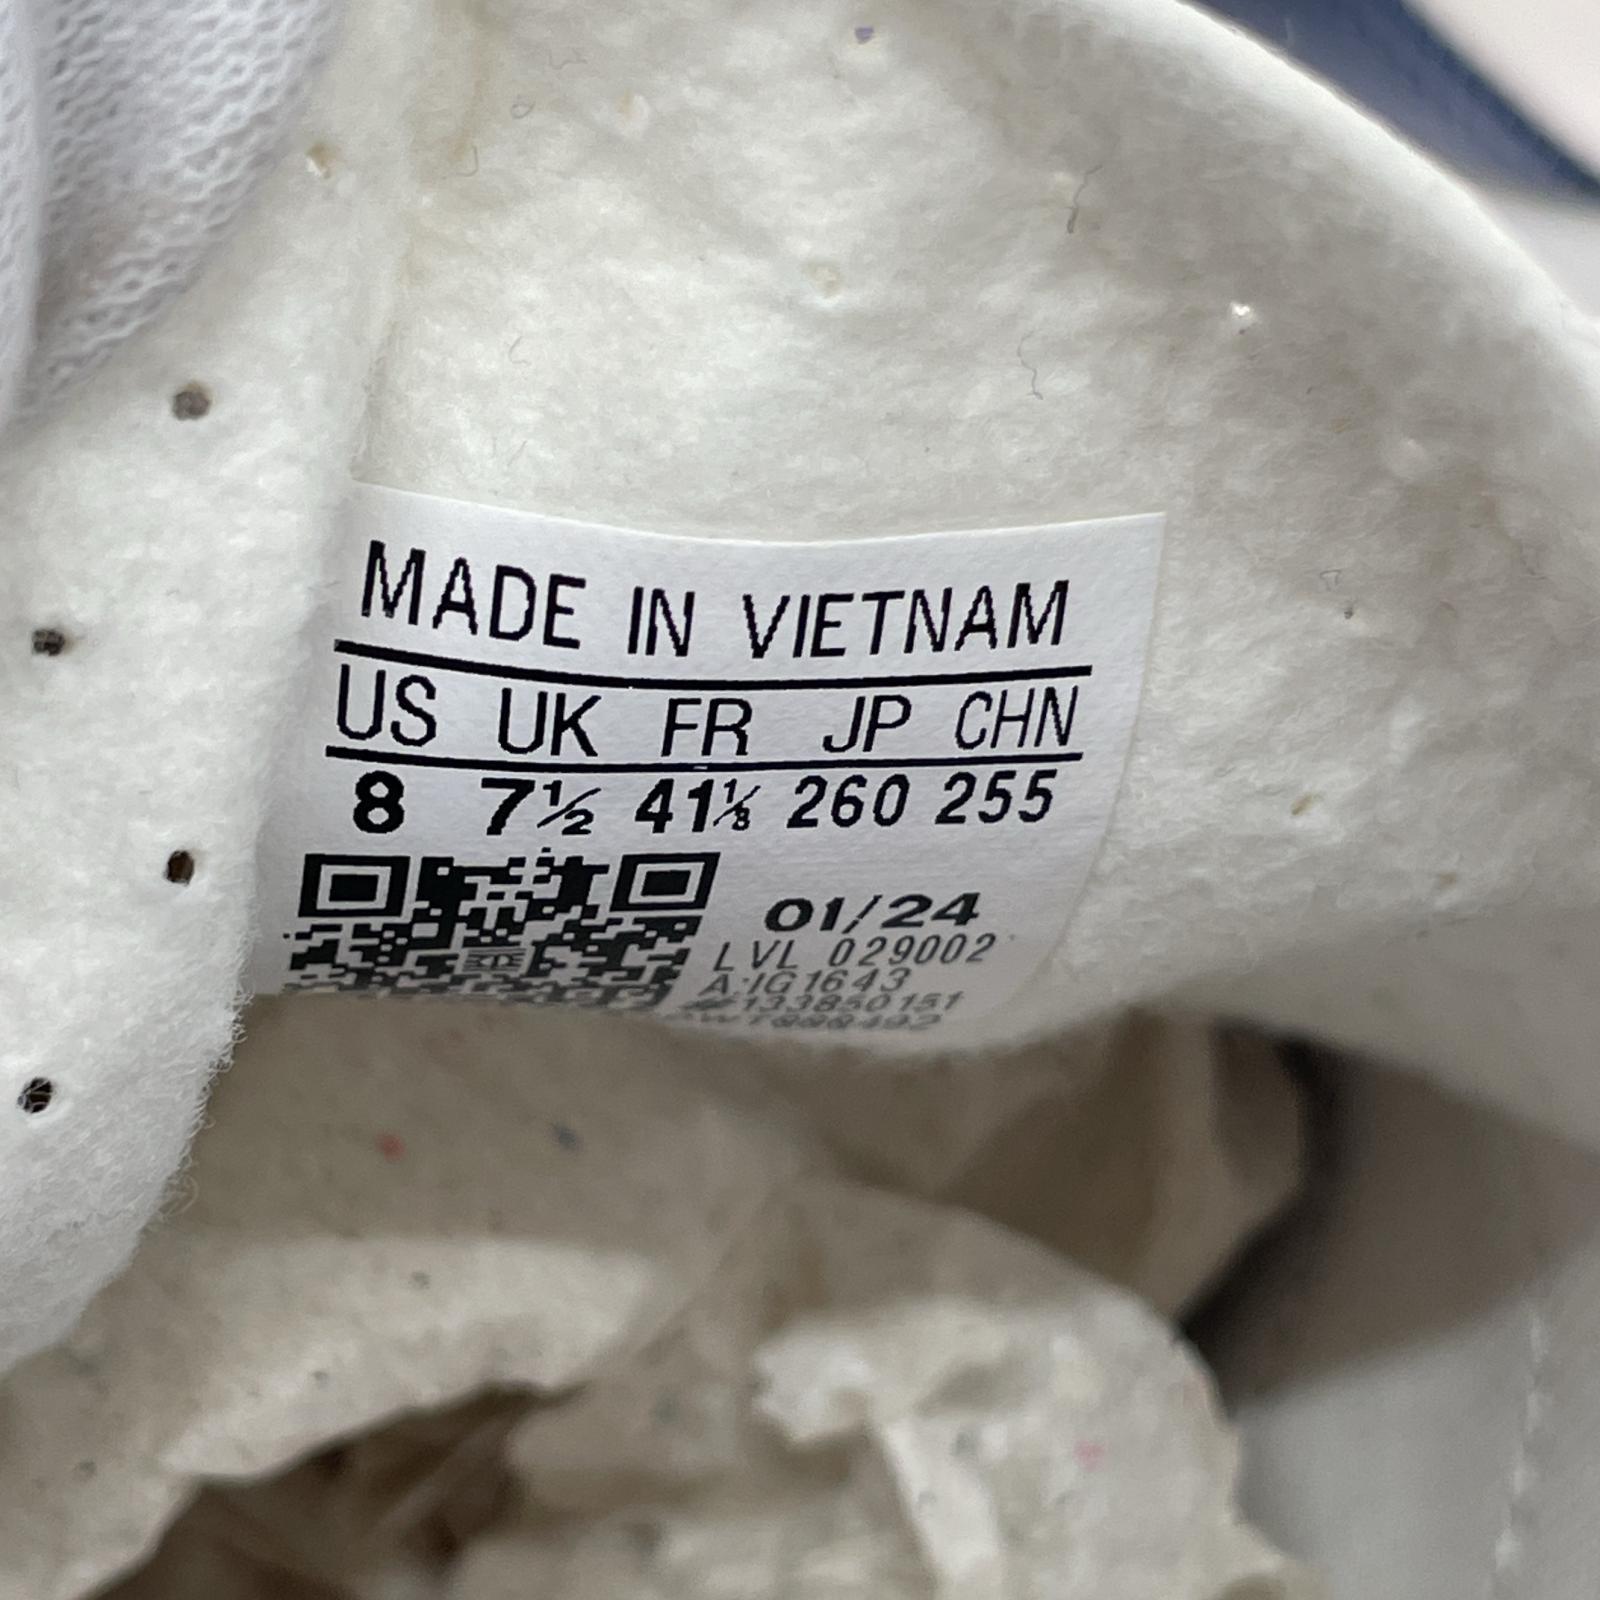 MADE IN VIETNAM
US UK FR JP CHN
8 7½ 41⅓ 260 255
01/24
LVL 029002
A:IG1643
#133850151